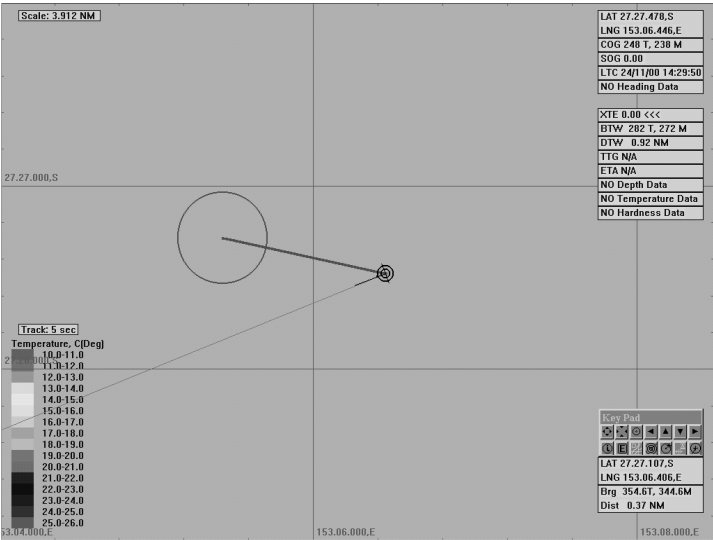 Scale: 3.912 NM
LAT 27.27.478,S
LNG 153.06.446,E
COG 248 T, 238 M
SOG 0.00
LTC 24/11/00 14:29:50
NO Heading Data
XTE 0.00 <<<
BTW 282 T, 272 M
DTW 0.92 NM
TTG N/A
ETA N/A
NO Depth Data
NO Temperature Data
NO Hardness Data
27.27.000,S
Track: 5 sec
Temperature, C(Deg)
10.0-11.0
11.0-12.0
12.0-13.0
13.0-14.0
14.0-15.0
15.0-16.0
16.0-17.0
17.0-18.0
18.0-19.0
19.0-20.0
20.0-21.0
21.0-22.0
22.0-23.0
23.0-24.0
24.0-25.0
25.0-26.0
Key Pad
E
LAT 27.27.107,S
LNG 153.06.406,E
Brg 354.6T, 344.6M
Dist 0.37 NM
53.04.000,E
153.06.000,E
153.08.000,E